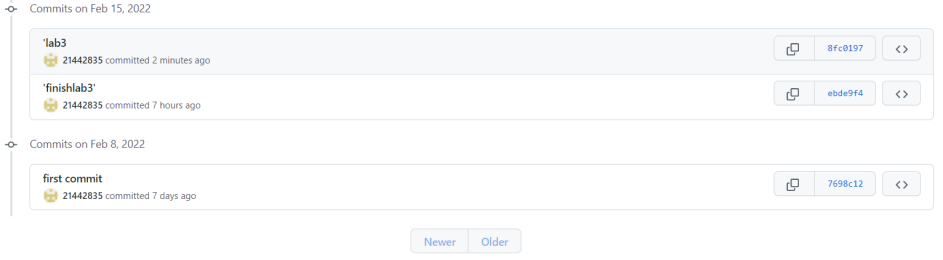 Commits on Feb 15, 2022
'lab3
8fc0197
21442835 committed 2 minutes ago
'finishlab3'
ebde9f4
21442835 committed 7 hours ago
Commits on Feb 8, 2022
first commit
7698c12
21442835 committed 7 days ago
Newer Older